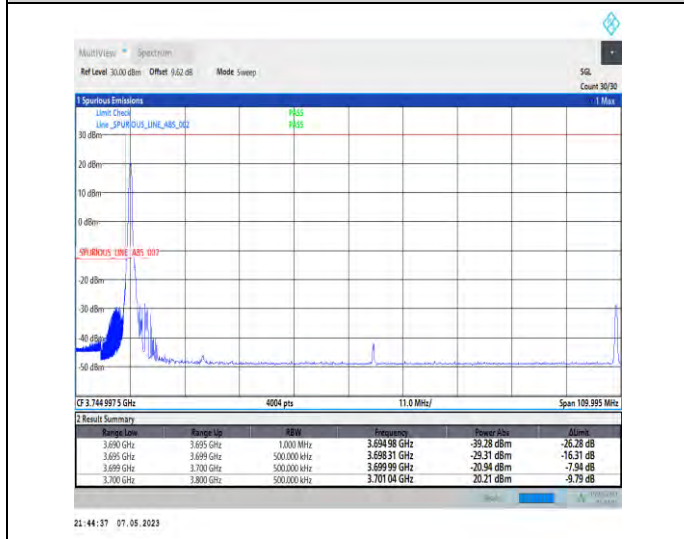 MultiView Spectrum
Ref Level 30.00 dBm Offset 9.62 dB Mode Sweep SGL
Count 30/30
1 Spurious Emissions 1 Max
Limit Check PASS
Line _SPURIOUS_LINE_ABS_002 PASS
30 dBm
20 dBm
10 dBm
0 dBm
_SPURIOUS_LINE_ABS_002
-20 dBm
-30 dBm
-40 dBm
-50 dBm
CF 3.744 997 5 GHz 4004 pts 11.0 MHz/ Span 109.995 MHz
2 Result Summary
Range Low Range Up RBW Frequency Power Abs ΔLimit
3.690 GHz 3.695 GHz 1.000 MHz 3.694 98 GHz -39.28 dBm -26.28 dB
3.695 GHz 3.699 GHz 500.000 kHz 3.698 31 GHz -29.31 dBm -16.31 dB
3.699 GHz 3.700 GHz 500.000 kHz 3.699 99 GHz -20.94 dBm -7.94 dB
3.700 GHz 3.800 GHz 500.000 kHz 3.701 04 GHz 20.21 dBm -9.79 dB
21:44:37 07.05.2023